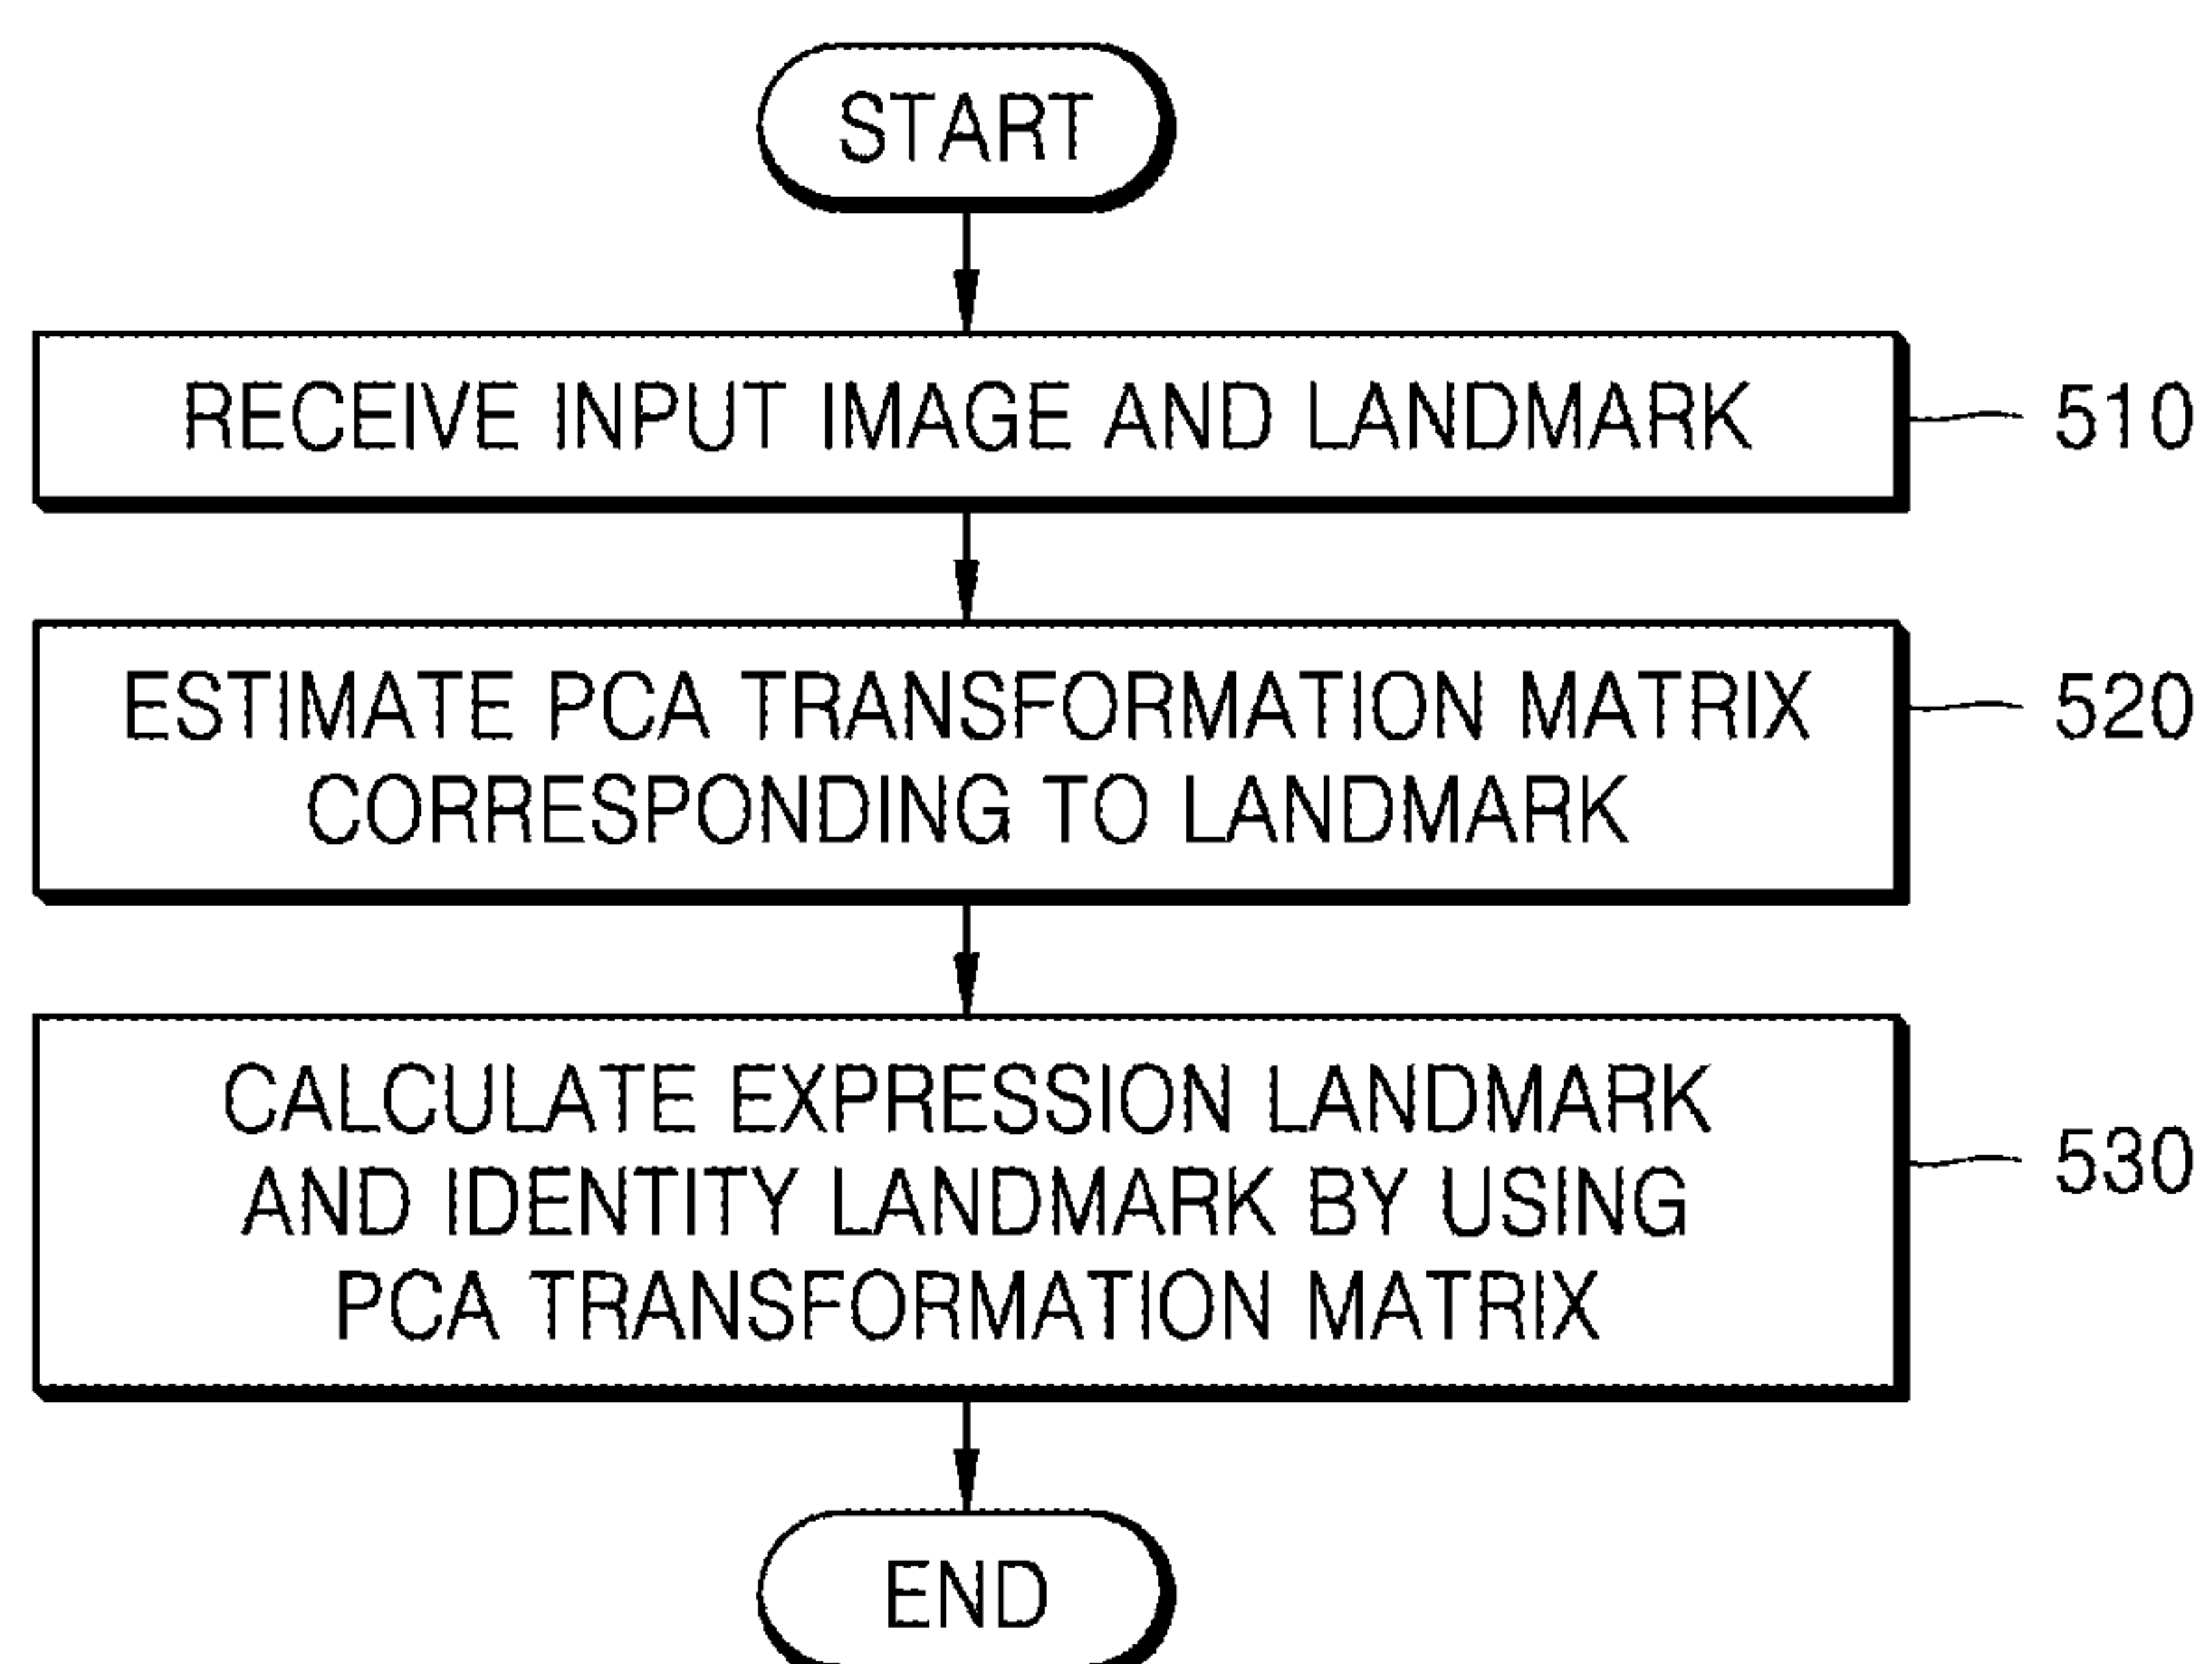 START
RECEIVE INPUT IMAGE AND LANDMARK
510
ESTIMATE PCA TRANSFORMATION MATRIX
CORRESPONDING TO LANDMARK
520
CALCULATE EXPRESSION LANDMARK
AND IDENTITY LANDMARK BY USING
PCA TRANSFORMATION MATRIX
530
END